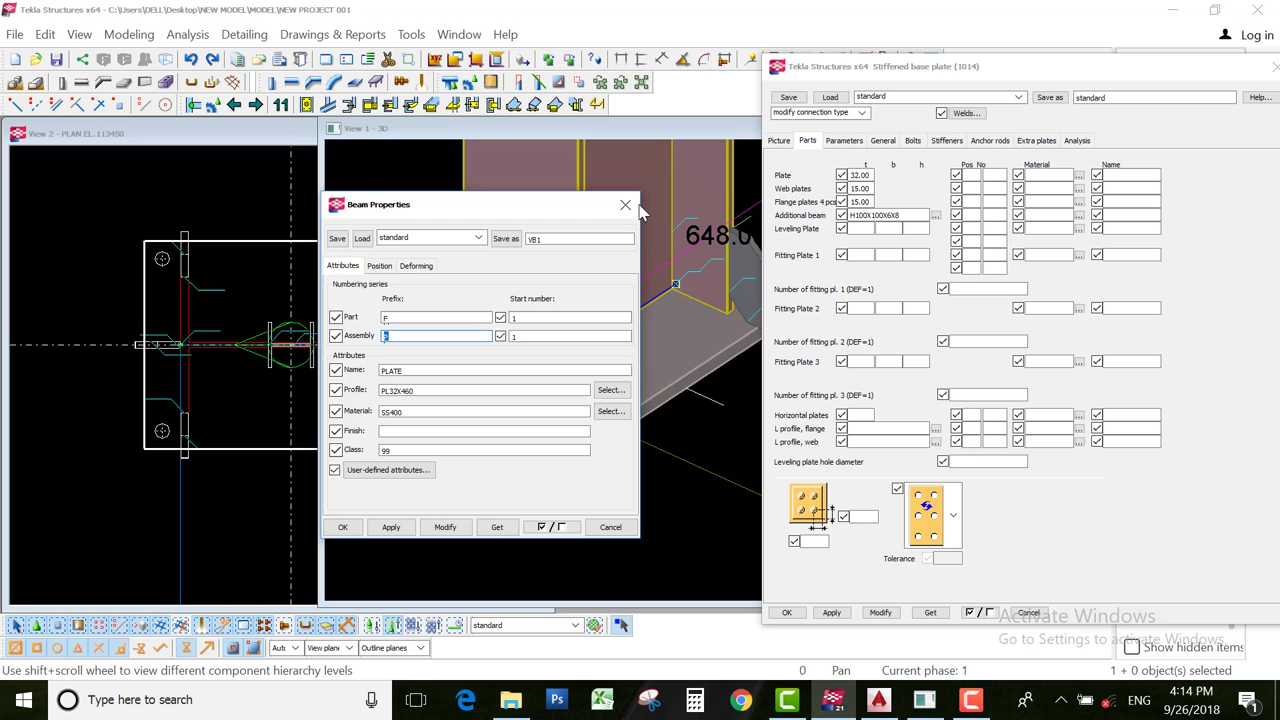 Tekla Structures x64 - C:\Users\DELL\Desktop\NEW MODEL\MODEL\NEW PROJECT 001
File Edit View Modeling Analysis Detailing Drawings & Reports Tools Window Help
Log in
View 2 - PLAN EL.113450
View 1 - 3D
648.0
Beam Properties
Save Load standard Save as VB1
Attributes Position Deforming
Numbering series
Prefix: Start number:
Part F 1
Assembly 1
Attributes
Name: PLATE
Profile: PL32X460 Select...
Material: SS400 Select...
Finish:
Class: 99
User-defined attributes...
OK Apply Modify Get / Cancel
Tekla Structures x64 Stiffened base plate (1014)
Save Load standard Save as standard Help...
modify connection type Welds...
Picture Parts Parameters General Bolts Stiffeners Anchor rods Extra plates Analysis
t b h Pos No Material Name
Plate 32.00
Web plates 15.00
Flange plates 4 pcs 15.00
Additional beam H100X100X6X8
Leveling Plate
Fitting Plate 1
Number of fitting pl. 1 (DEF=1)
Fitting Plate 2
Number of fitting pl. 2 (DEF=1)
Fitting Plate 3
Number of fitting pl. 3 (DEF=1)
Horizontal plates
L profile, flange
L profile, web
Leveling plate hole diameter
Tolerance
OK Apply Modify Get / Cancel
Activate Windows
Go to Settings to activate Windows.
Show hidden items
standard
Auto View plane Outline planes
Use shift+scroll wheel to view different component hierarchy levels
0 Pan Current phase: 1 1 + 0 object(s) selected
Type here to search
ENG
4:14 PM
9/26/2018